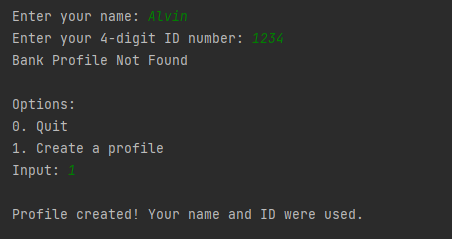 Enter your name: Alvin
Enter your 4-digit ID number: 1234
Bank Profile Not Found
Options:
0. Quit
1. Create a profile
Input: 1
Profile created! Your name and ID were used.